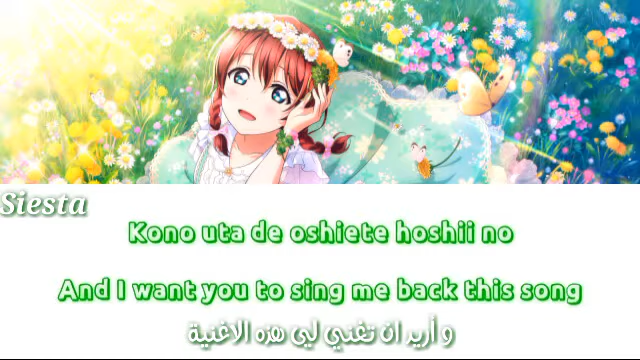 Siesta
Kono uta de oshiete hoshii no
And I want you to sing me back this song
و أريد ان تغني لي هذه الاغنية